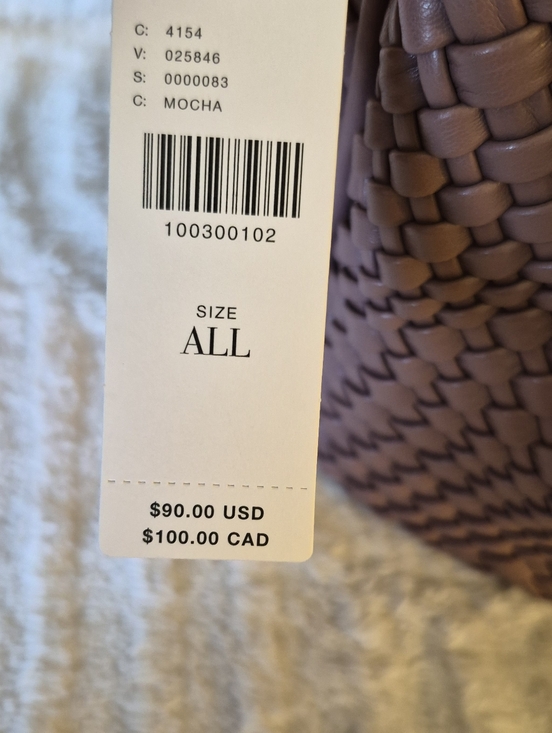 C: 4154
V: 025846
S: 0000083
C: MOCHA
100300102
SIZE
ALL
$90.00 USD
$100.00 CAD